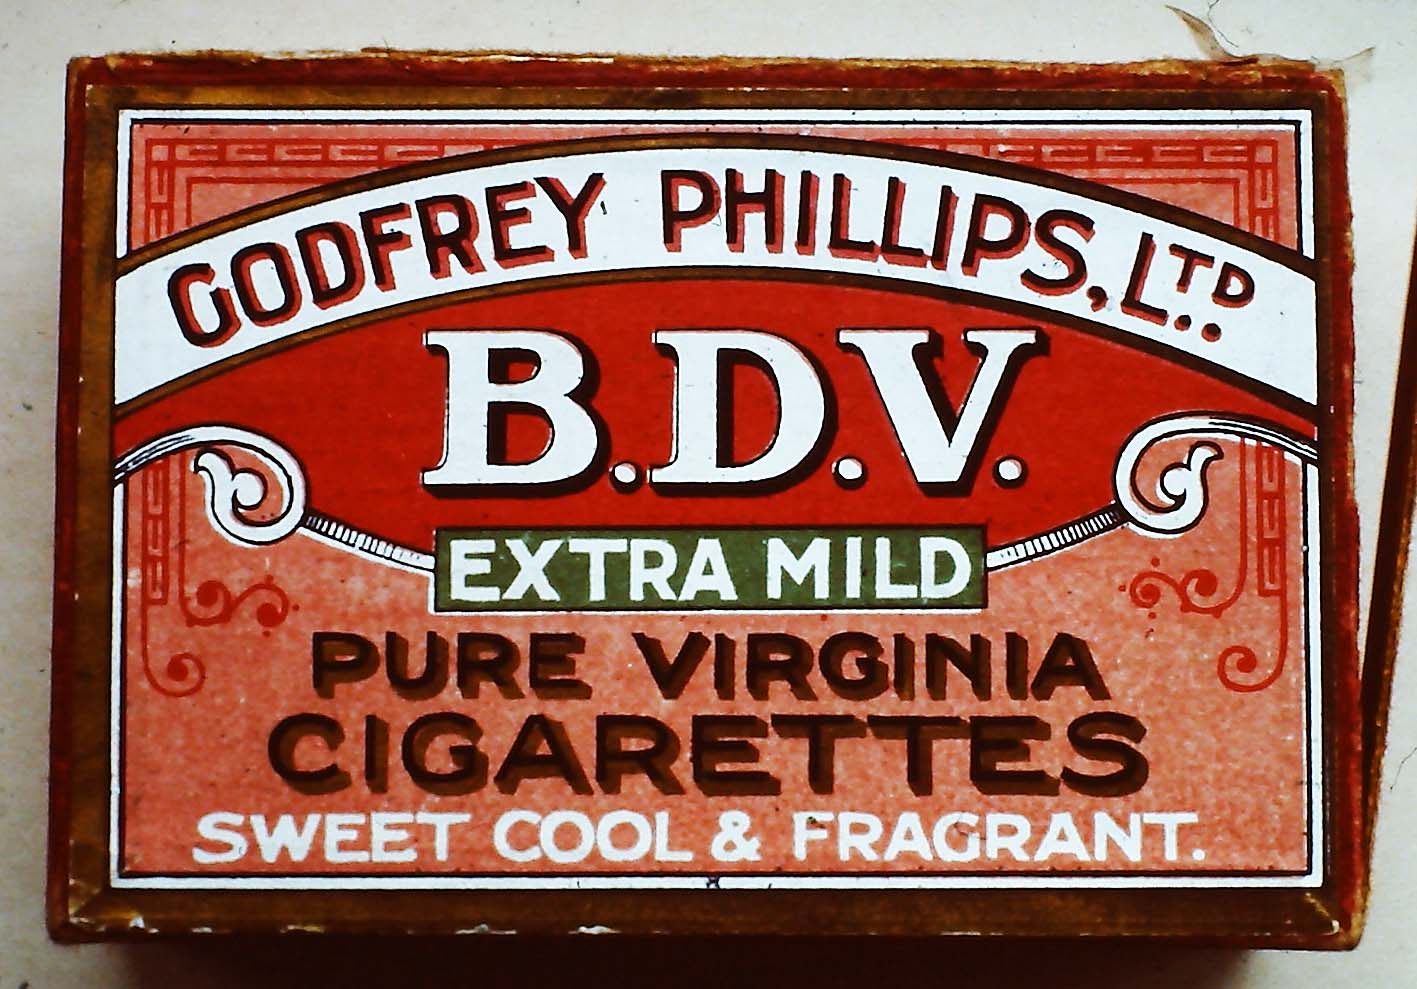 GODFREY PHILLIPS, LTD.
B.D.V.
EXTRA MILD
PURE VIRGINIA
CIGARETTES
SWEET COOL & FRAGRANT.